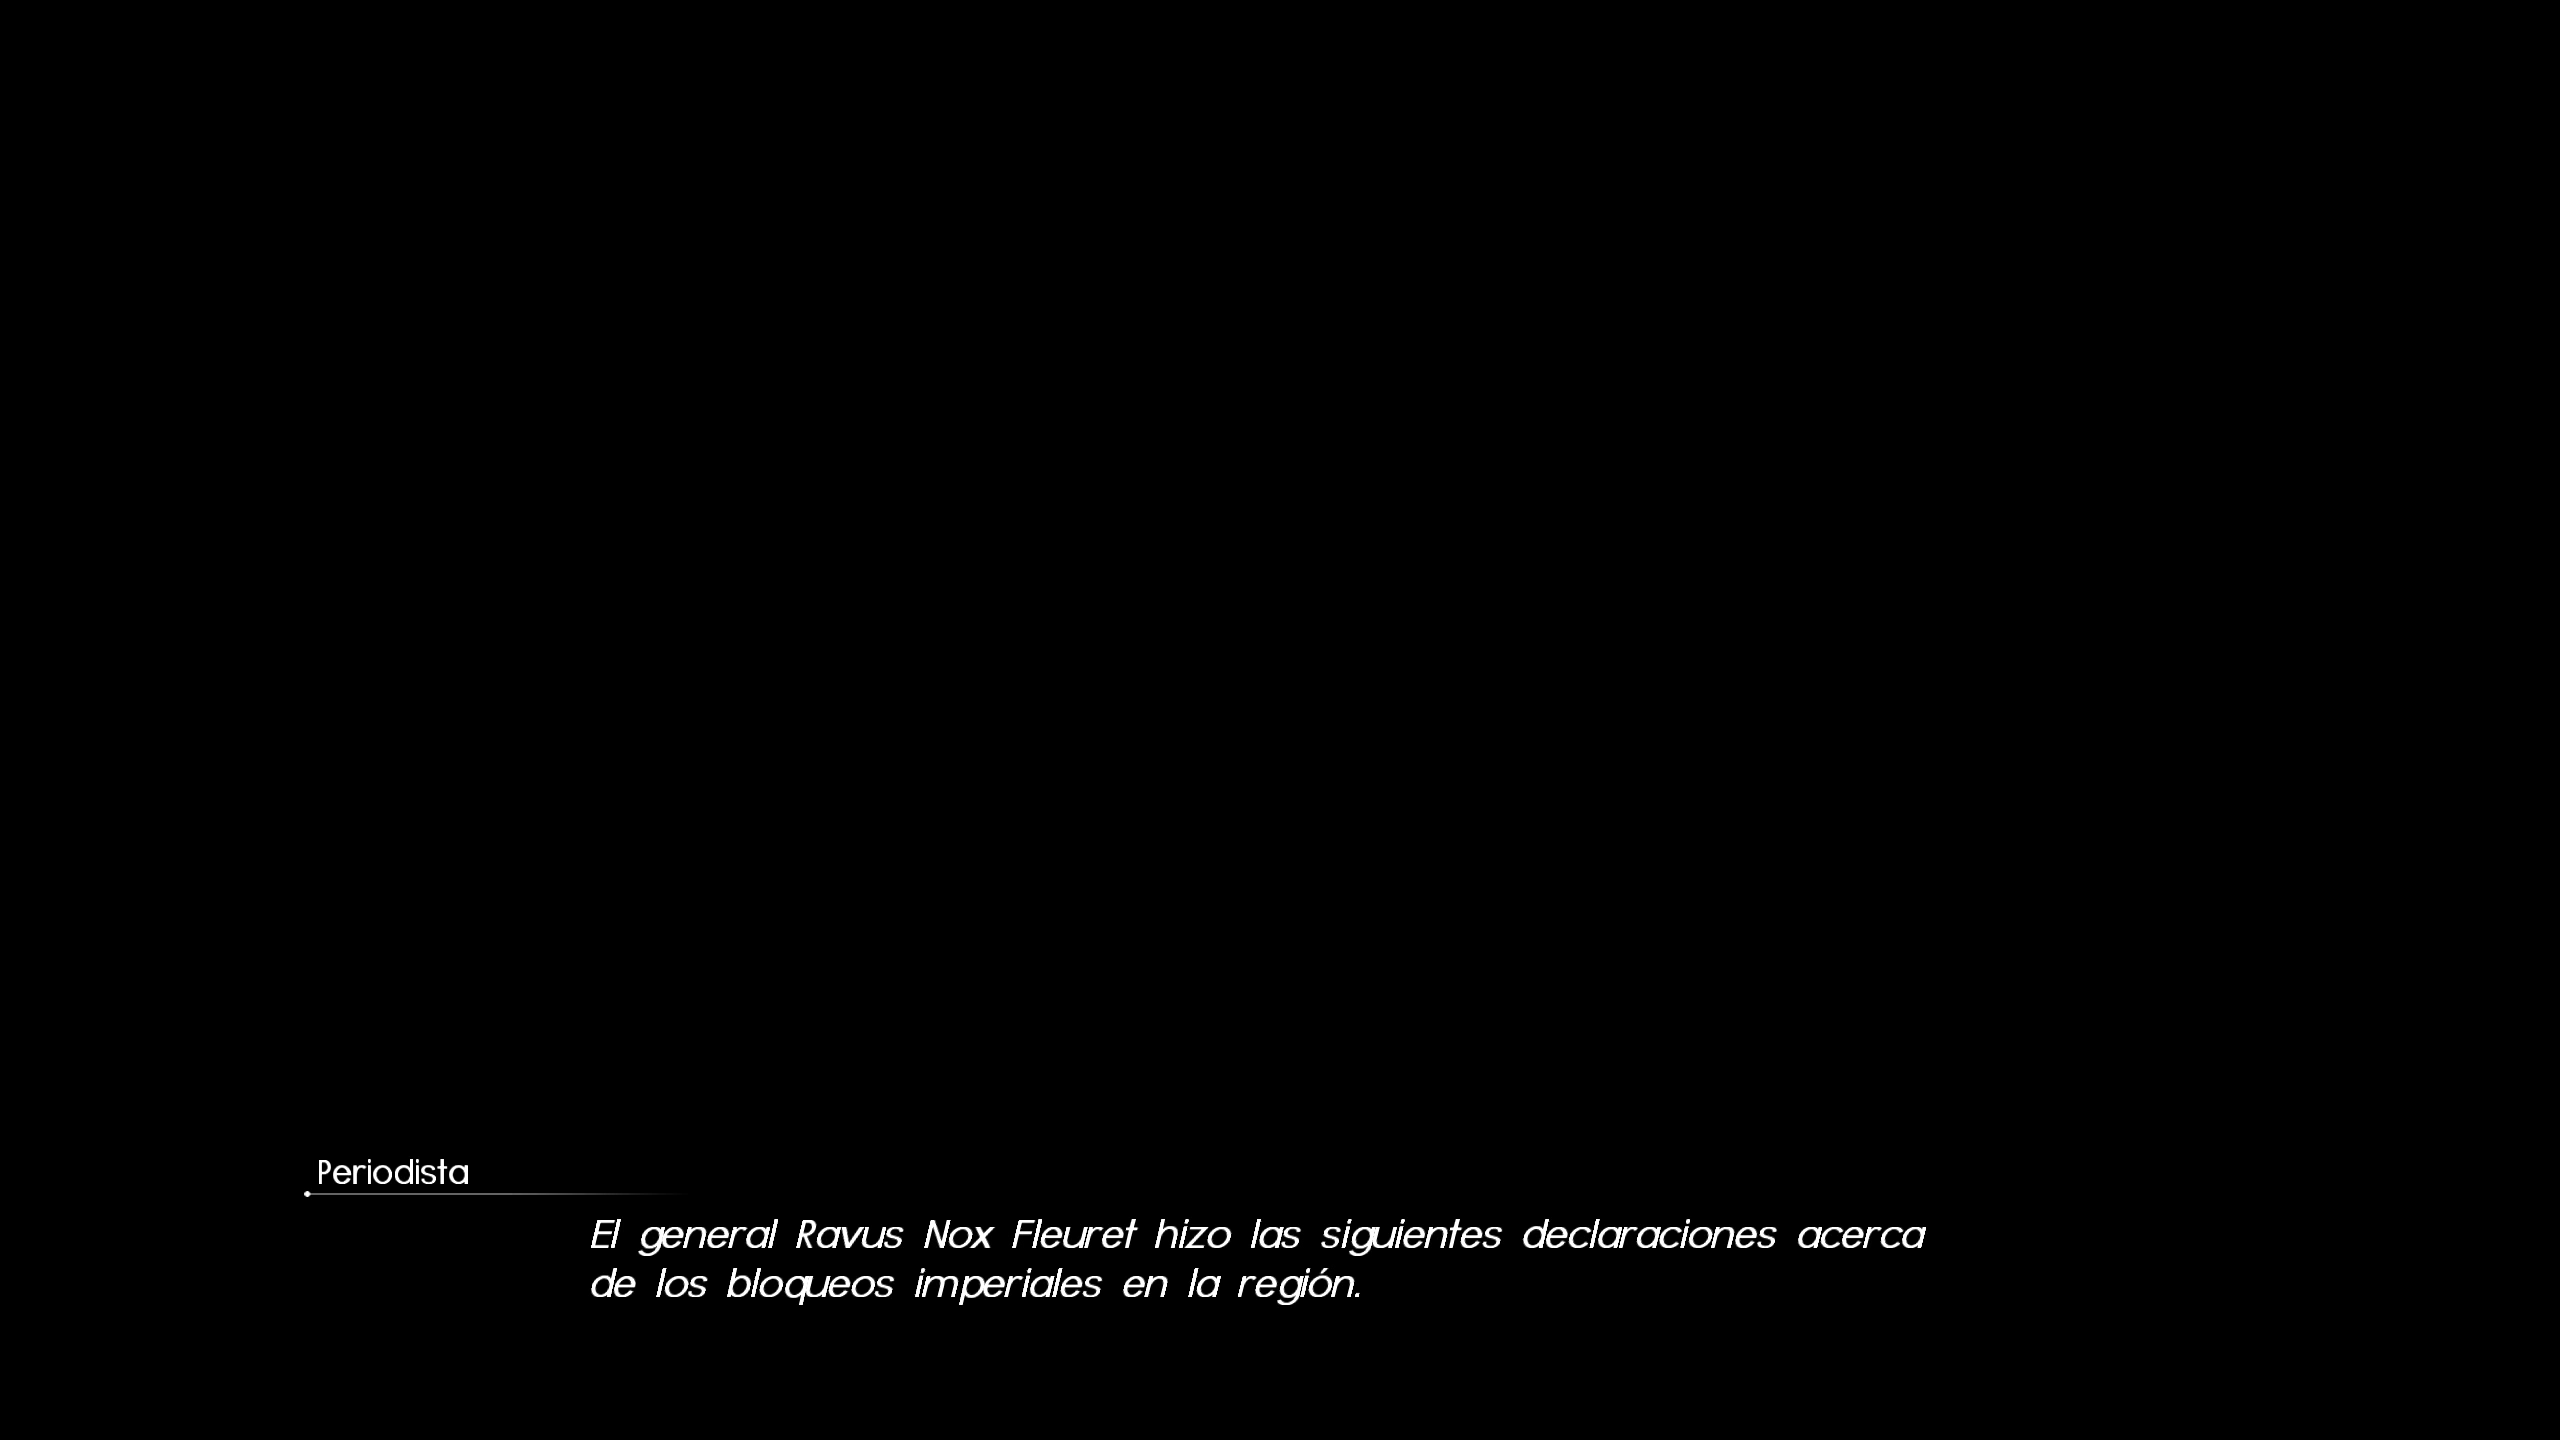 Periodista
El general Ravus Nox Fleuret hizo las siguientes declaraciones acerca
de los bloqueos imperiales en la región.